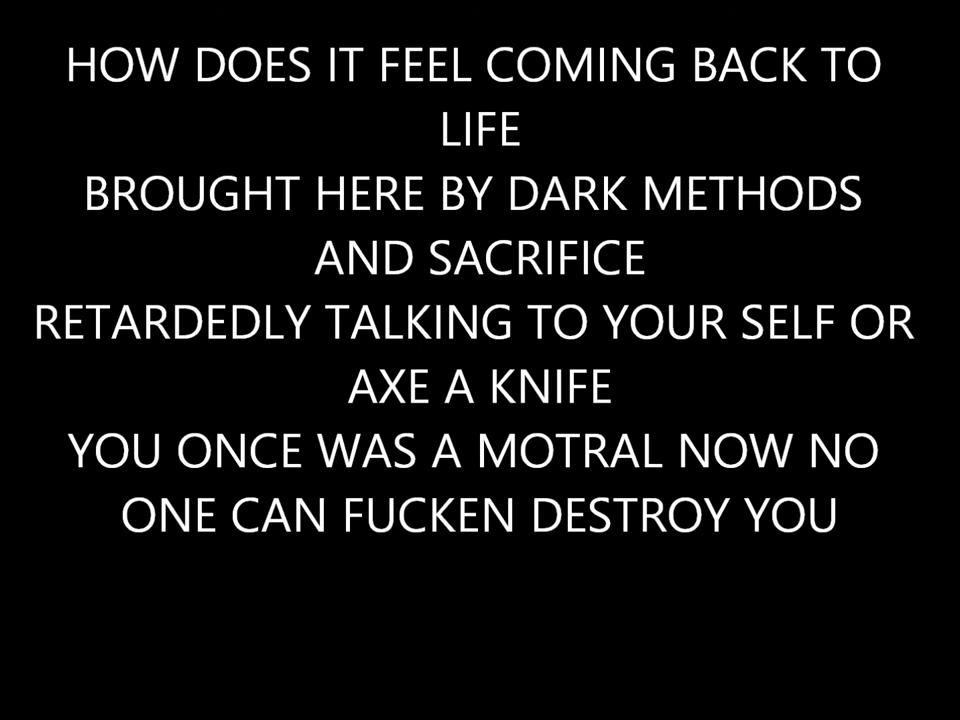 HOW DOES IT FEEL COMING BACK TO
LIFE
BROUGHT HERE BY DARK METHODS
AND SACRIFICE
RETARDEDLY TALKING TO YOUR SELF OR
AXE A KNIFE
YOU ONCE WAS A MOTRAL NOW NO
ONE CAN FUCKEN DESTROY YOU